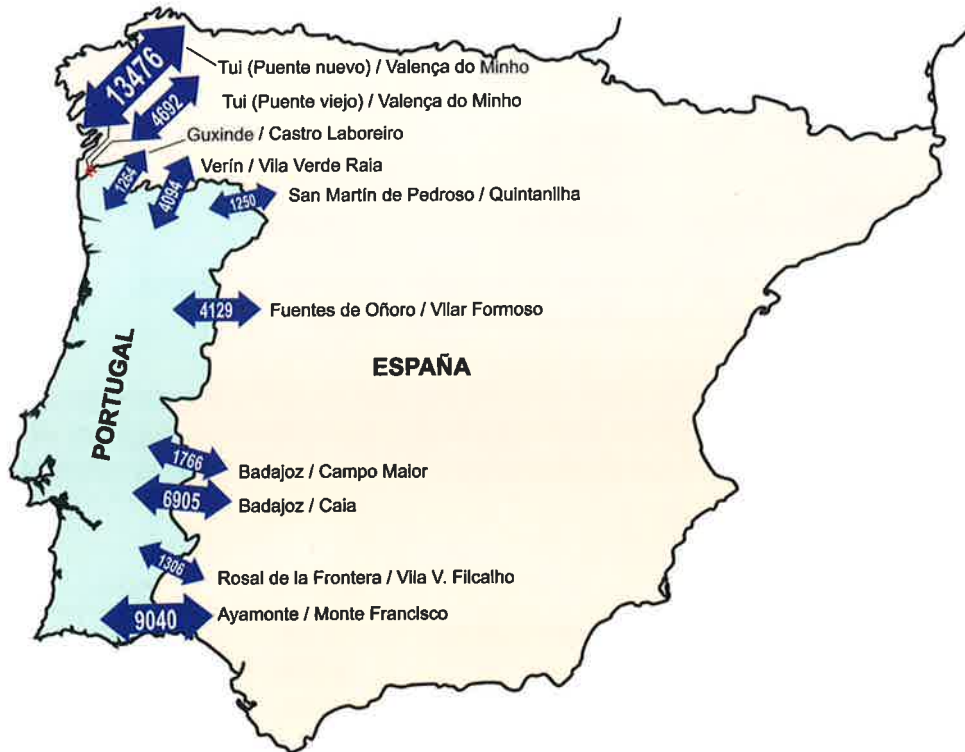 13476
Tui (Puente nuevo) / Valença do Minho
4692
Tui (Puente viejo) / Valença do Minho
Guxinde / Castro Laboreiro
1264
Verín / Vila Verde Raia
4094
1250
San Martín de Pedroso / Quintanilha
4129
Fuentes de Oñoro / Vilar Formoso
ESPAÑA
PORTUGAL
1766
Badajoz / Campo Maior
6905
Badajoz / Caia
1306
Rosal de la Frontera / Vila V. Filcalho
9040
Ayamonte / Monte Francisco